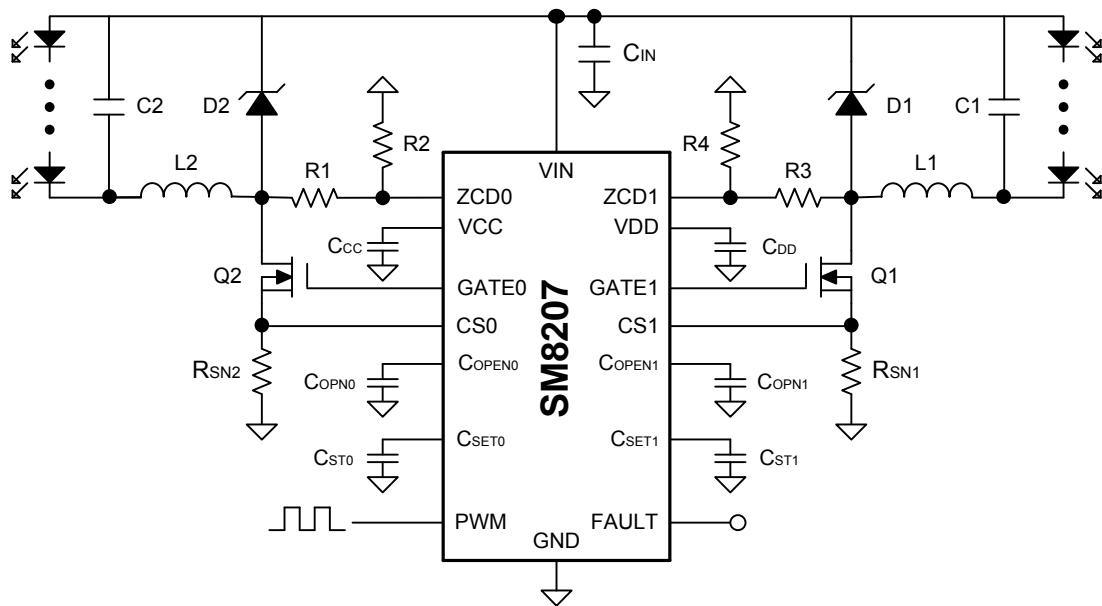 CIN
C2
D2
D1
C1
R2
R4
L2
R1
VIN
R3
L1
ZCD0
ZCD1
VCC
VDD
CCC
CDD
Q2
GATE0
GATE1
Q1
CS0
CS1
SM8207
RSN2
COPEN0
COPEN1
RSN1
COPN0
COPN1
CSET0
CSET1
CST0
CST1
PWM
FAULT
GND